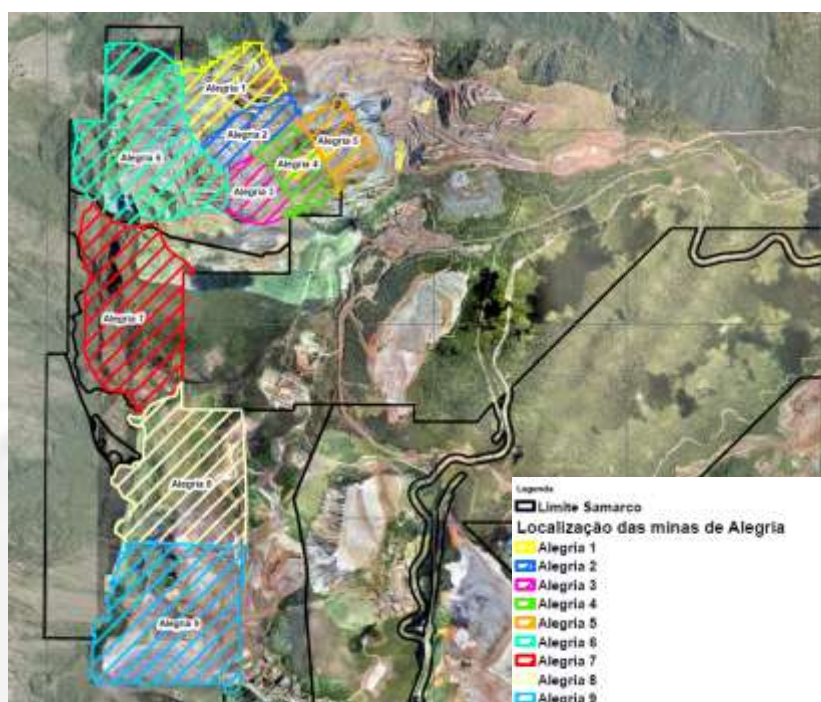 Alegria 1
Alegria 2
Alegria 5
Alegria 6
Alegria 4
Alegria 3
Alegria 7
Alegria 8
Alegria 9
Legenda
Limite Samarco
Localização das minas de Alegria
Alegria 1
Alegria 2
Alegria 3
Alegria 4
Alegria 5
Alegria 6
Alegria 7
Alegria 8
Alegria 9